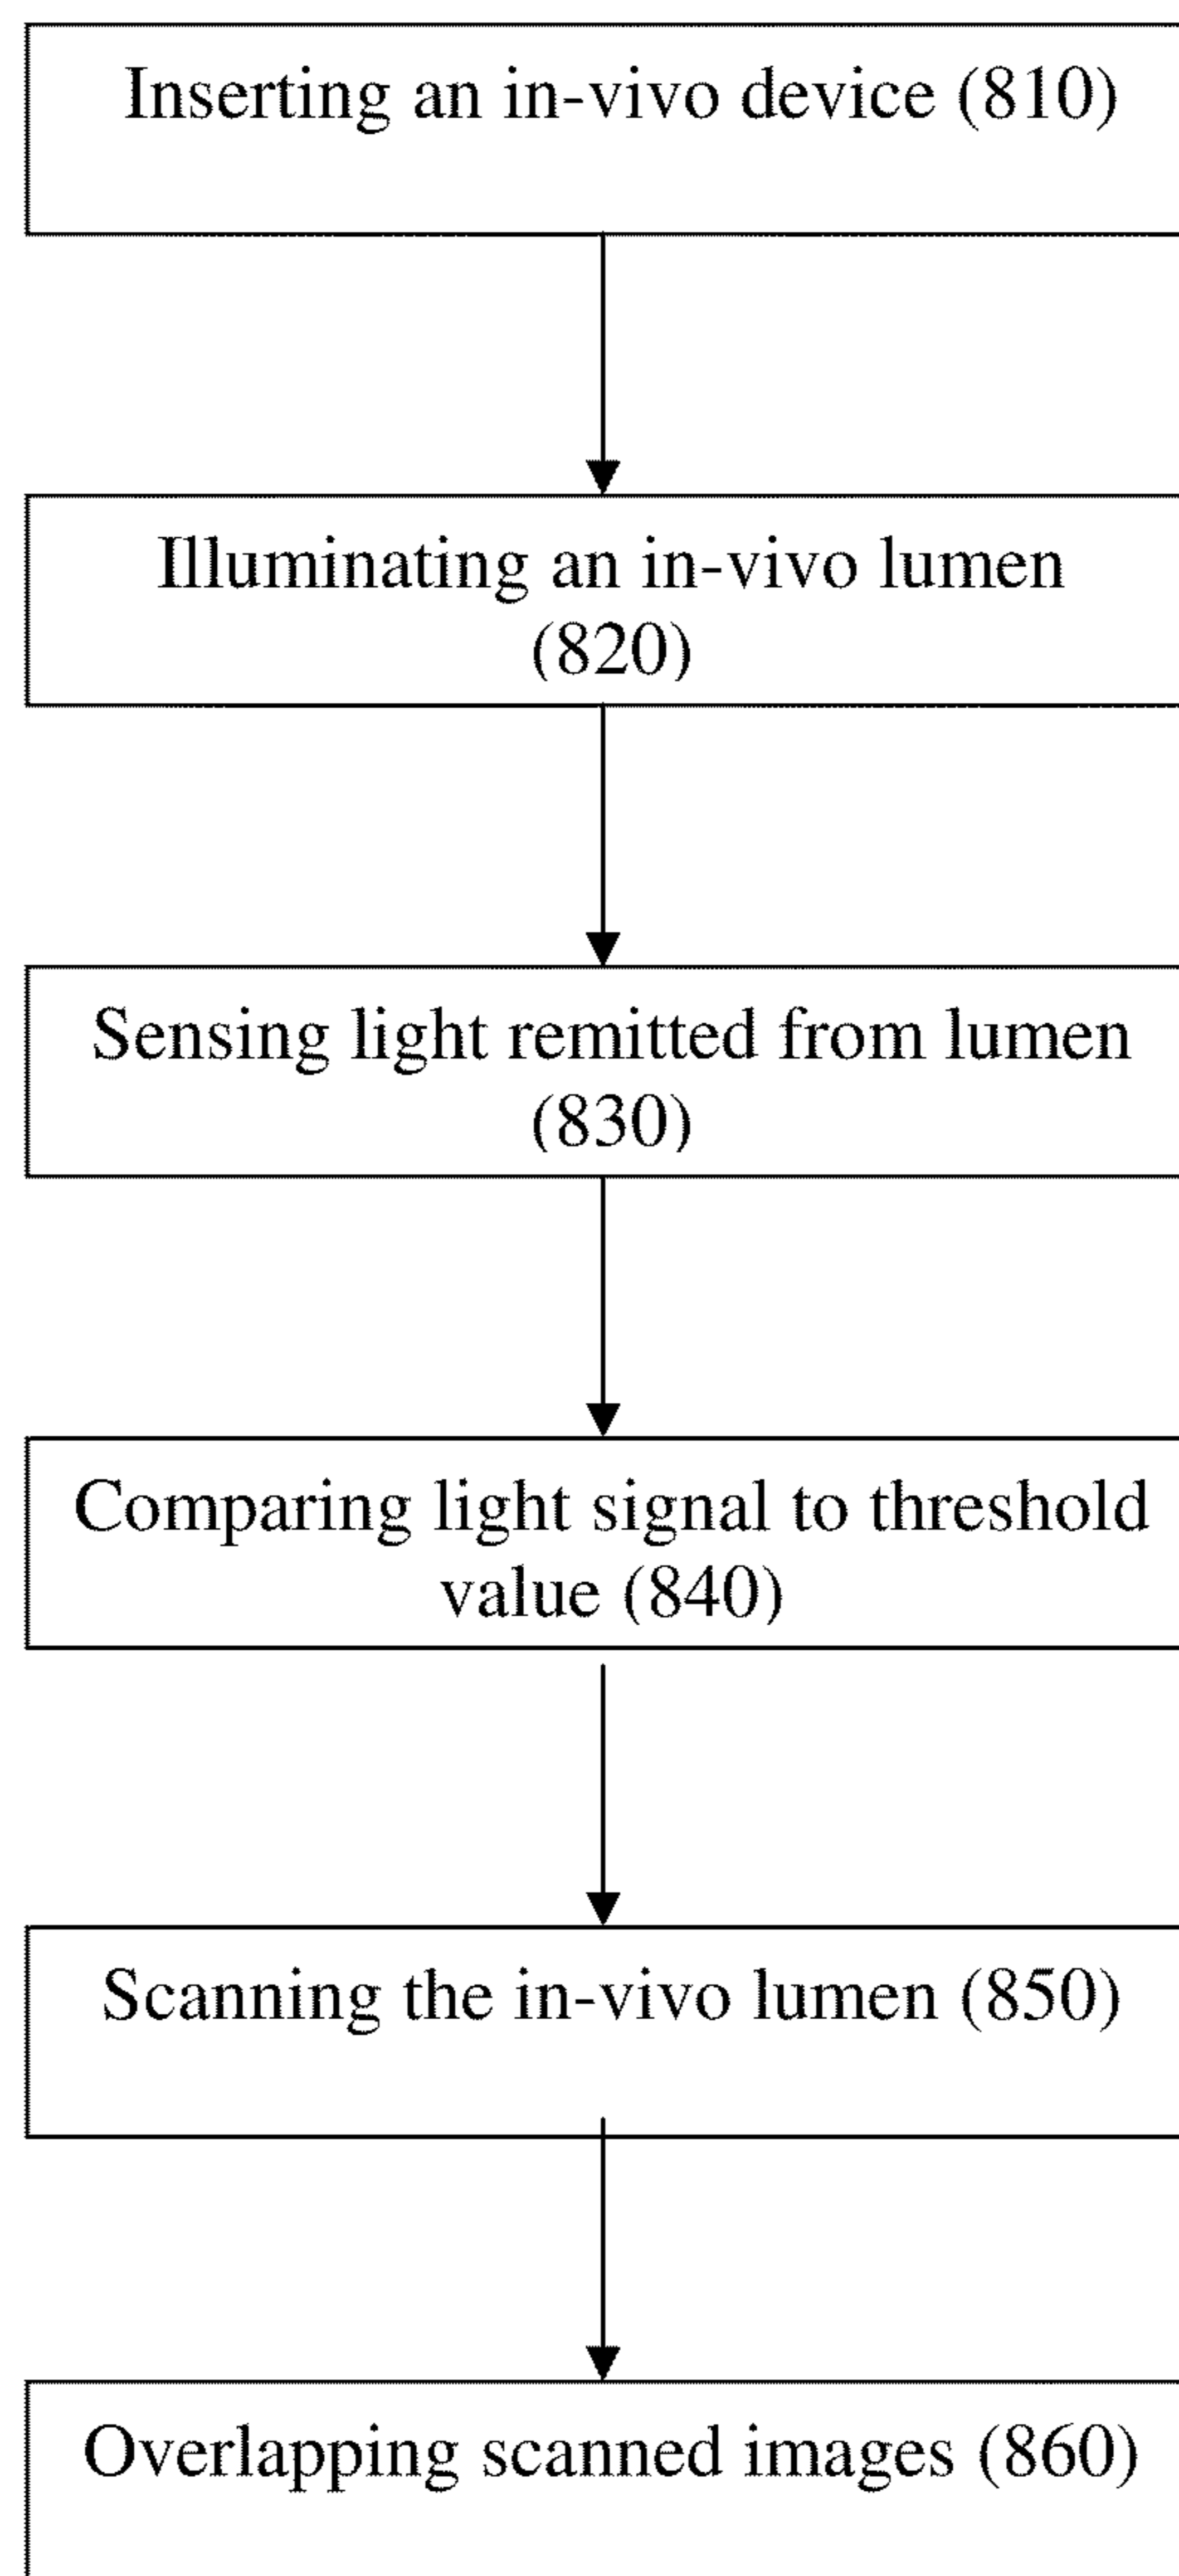 Inserting an in-vivo device (810)
Illuminating an in-vivo lumen
(820)
Sensing light remitted from lumen
(830)
Comparing light signal to threshold
value (840)
Scanning the in-vivo lumen (850)
Overlapping scanned images (860)